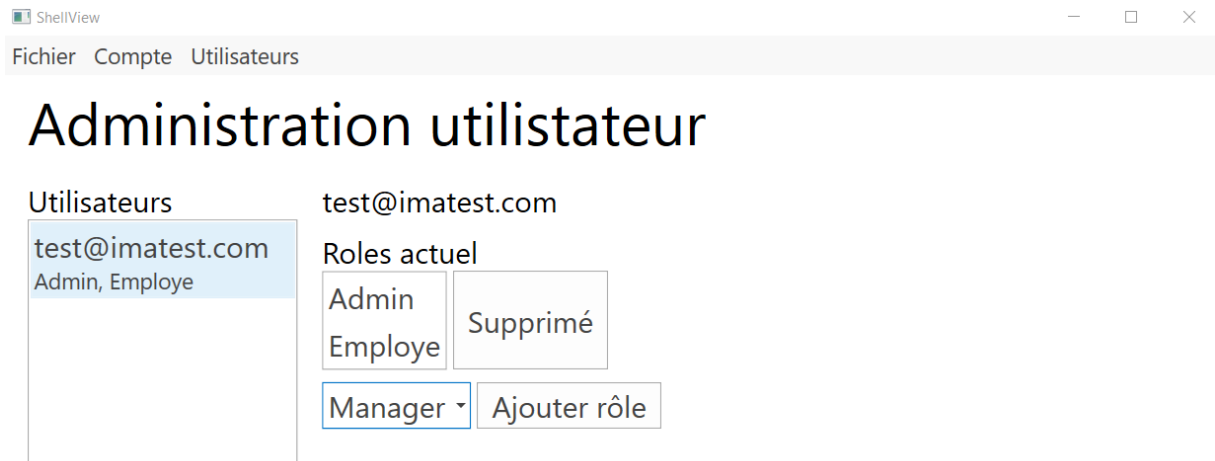 ShellView
Fichier Compte Utilisateurs
Administration utilistateur
Utilisateurs
test@imatest.com
Admin, Employe
test@imatest.com
Roles actuel
Admin
Employe
Supprimé
Manager
Ajouter rôle